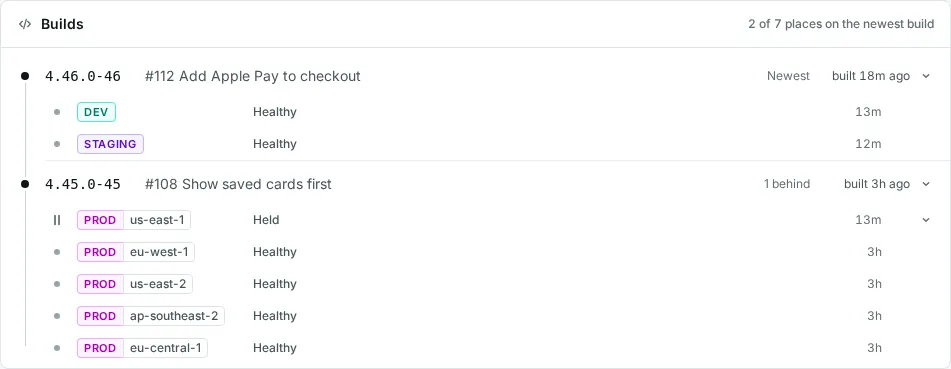 Builds 2 of 7 places on the newest build
4.46.0-46 #112 Add Apple Pay to checkout Newest built 18m ago
DEV Healthy 13m
STAGING Healthy 12m
4.45.0-45 #108 Show saved cards first 1 behind built 3h ago
PROD us-east-1 Held 13m
PROD eu-west-1 Healthy 3h
PROD us-east-2 Healthy 3h
PROD ap-southeast-2 Healthy 3h
PROD eu-central-1 Healthy 3h